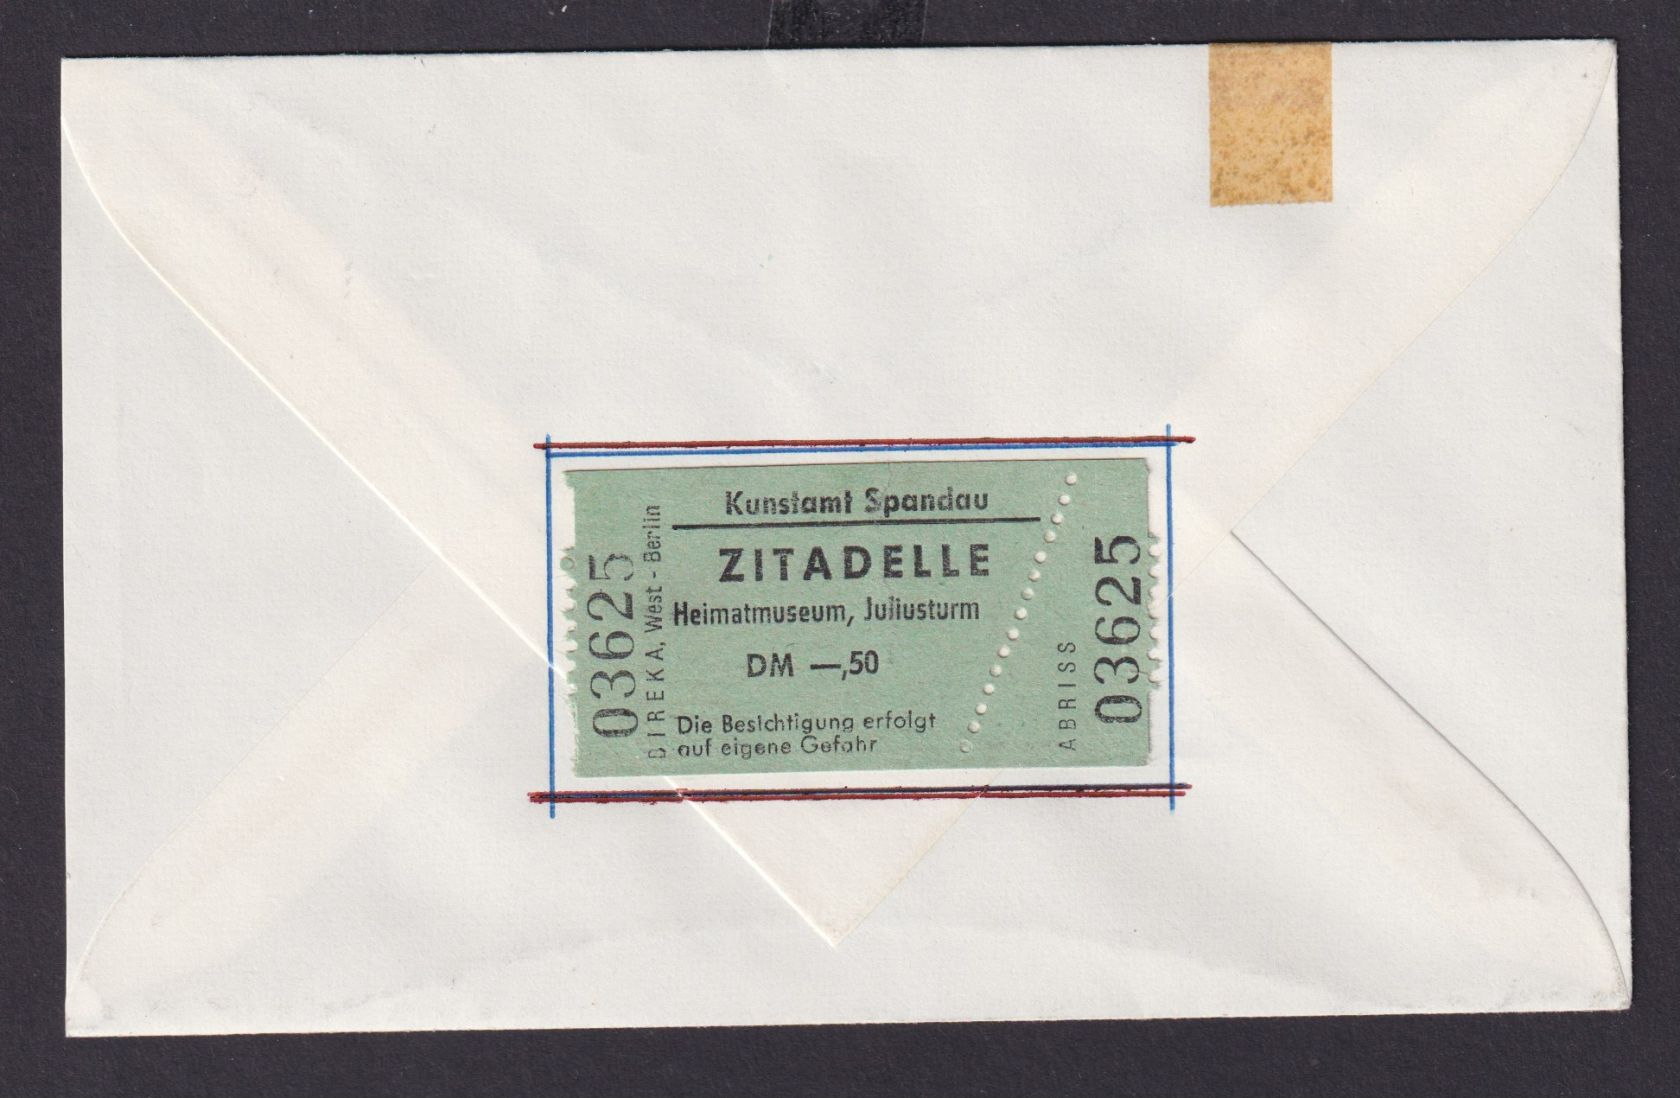 03625
DIREKA, West-Berlin
Kunstamt Spandau
ZITADELLE
Heimatmuseum, Juliusturm
DM —,50
Die Besichtigung erfolgt
auf eigene Gefahr
ABRISS
03625